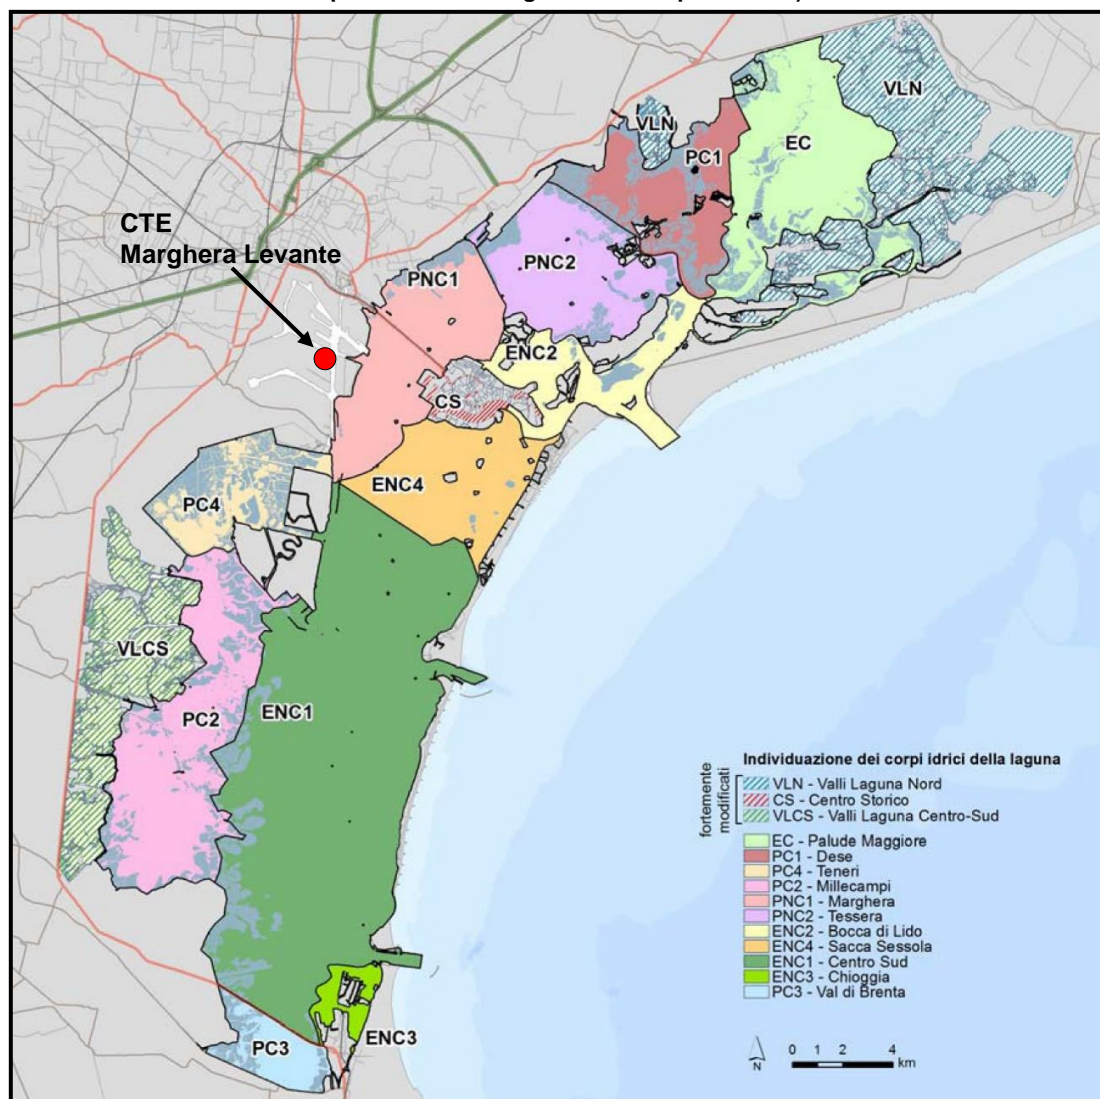 VLN
VLN
EC
PC1
CTE
Marghera Levante
PNC1
PNC2
ENC2
CS
ENC4
PC4
VLCS
PC2
ENC1
ENC3
PC3
Individuazione dei corpi idrici della laguna
fortemente
modificati
VLN - Valli Laguna Nord
CS - Centro Storico
VLCS - Valli Laguna Centro-Sud
EC - Palude Maggiore
PC1 - Dese
PC4 - Teneri
PC2 - Millecampi
PNC1 - Marghera
PNC2 - Tessera
ENC2 - Bocca di Lido
ENC4 - Sacca Sessola
ENC1 - Centro Sud
ENC3 - Chioggia
PC3 - Val di Brenta
N
0 1 2 4
km